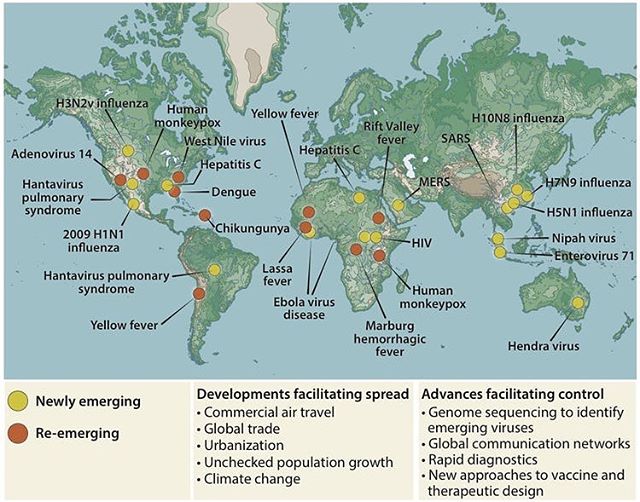 H3N2v influenza
Human
monkeypox
West Nile virus
Hepatitis C
Adenovirus 14
Dengue
Hantavirus
pulmonary
syndrome
Chikungunya
2009 H1N1
influenza
Hantavirus pulmonary
syndrome
Yellow fever
Yellow fever
Hepatitis C
Rift Valley
fever
MERS
SARS
H10N8 influenza
H7N9 influenza
H5N1 influenza
HIV
Nipah virus
Enterovirus 71
Lassa
fever
Ebola virus
disease
Human
monkeypox
Marburg
hemorrhagic
fever
Hendra virus
Newly emerging
Re-emerging
Developments facilitating spread
• Commercial air travel
• Global trade
• Urbanization
• Unchecked population growth
• Climate change
Advances facilitating control
• Genome sequencing to identify
emerging viruses
• Global communication networks
• Rapid diagnostics
• New approaches to vaccine and
therapeutic design